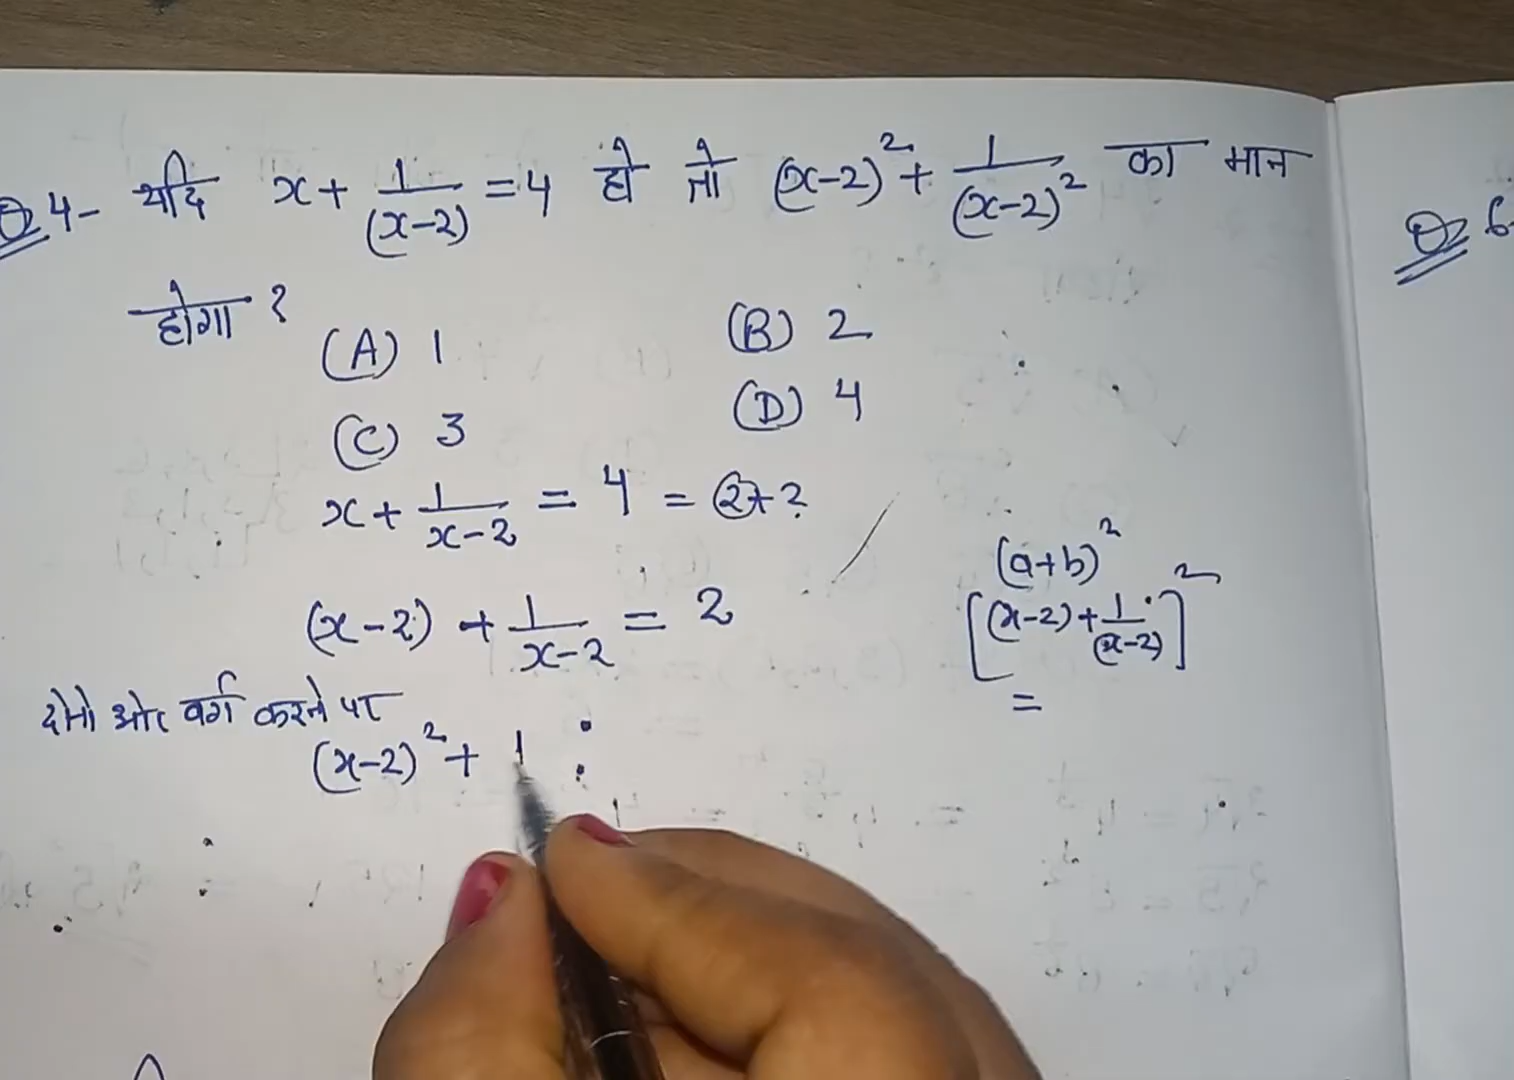 Q4- यदि x + 1/(x-2) = 4 हो तो (x-2)² + 1/(x-2)² का मान
होगा ?
(A) 1 (B) 2
(C) 3 (D) 4
x + 1/x-2 = 4 = 2+2
(x-2) + 1/x-2 = 2
(a+b)²
[(x-2) + 1/(x-2)]²
=
दोनो ओर वर्ग करने पर
(x-2)² + 1
Q 6-